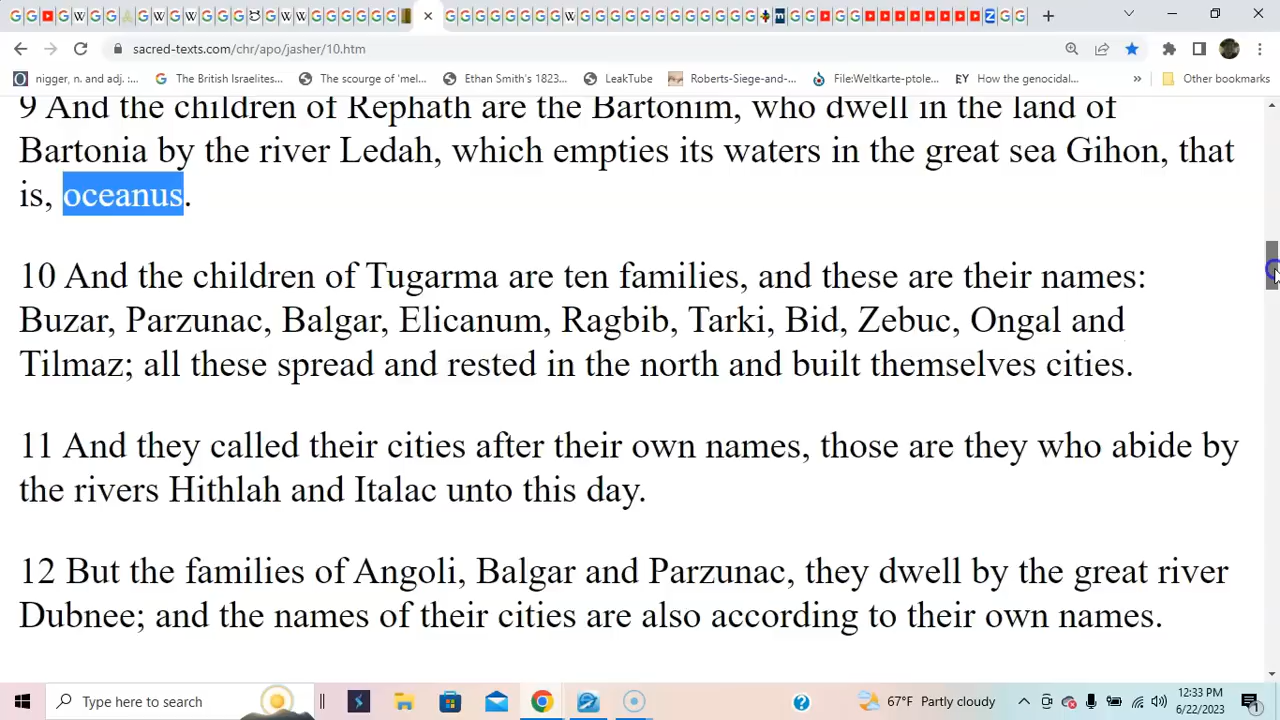 sacred-texts.com/chr/apo/jasher/10.htm
nigger, n. and adj. :... The British Israelites... The scourge of 'mel... Ethan Smith's 1823... LeakTube Roberts-Siege-and-... File:Weltkarte-ptole... EY How the genocidal... » Other bookmarks
9 And the children of Rephath are the Bartonim, who dwell in the land of
Bartonia by the river Ledah, which empties its waters in the great sea Gihon, that
is, oceanus.
10 And the children of Tugarma are ten families, and these are their names:
Buzar, Parzunac, Balgar, Elicanum, Ragbib, Tarki, Bid, Zebuc, Ongal and
Tilmaz; all these spread and rested in the north and built themselves cities.
11 And they called their cities after their own names, those are they who abide by
the rivers Hithlah and Italac unto this day.
12 But the families of Angoli, Balgar and Parzunac, they dwell by the great river
Dubnee; and the names of their cities are also according to their own names.
Type here to search 67°F Partly cloudy 12:33 PM
6/22/2023